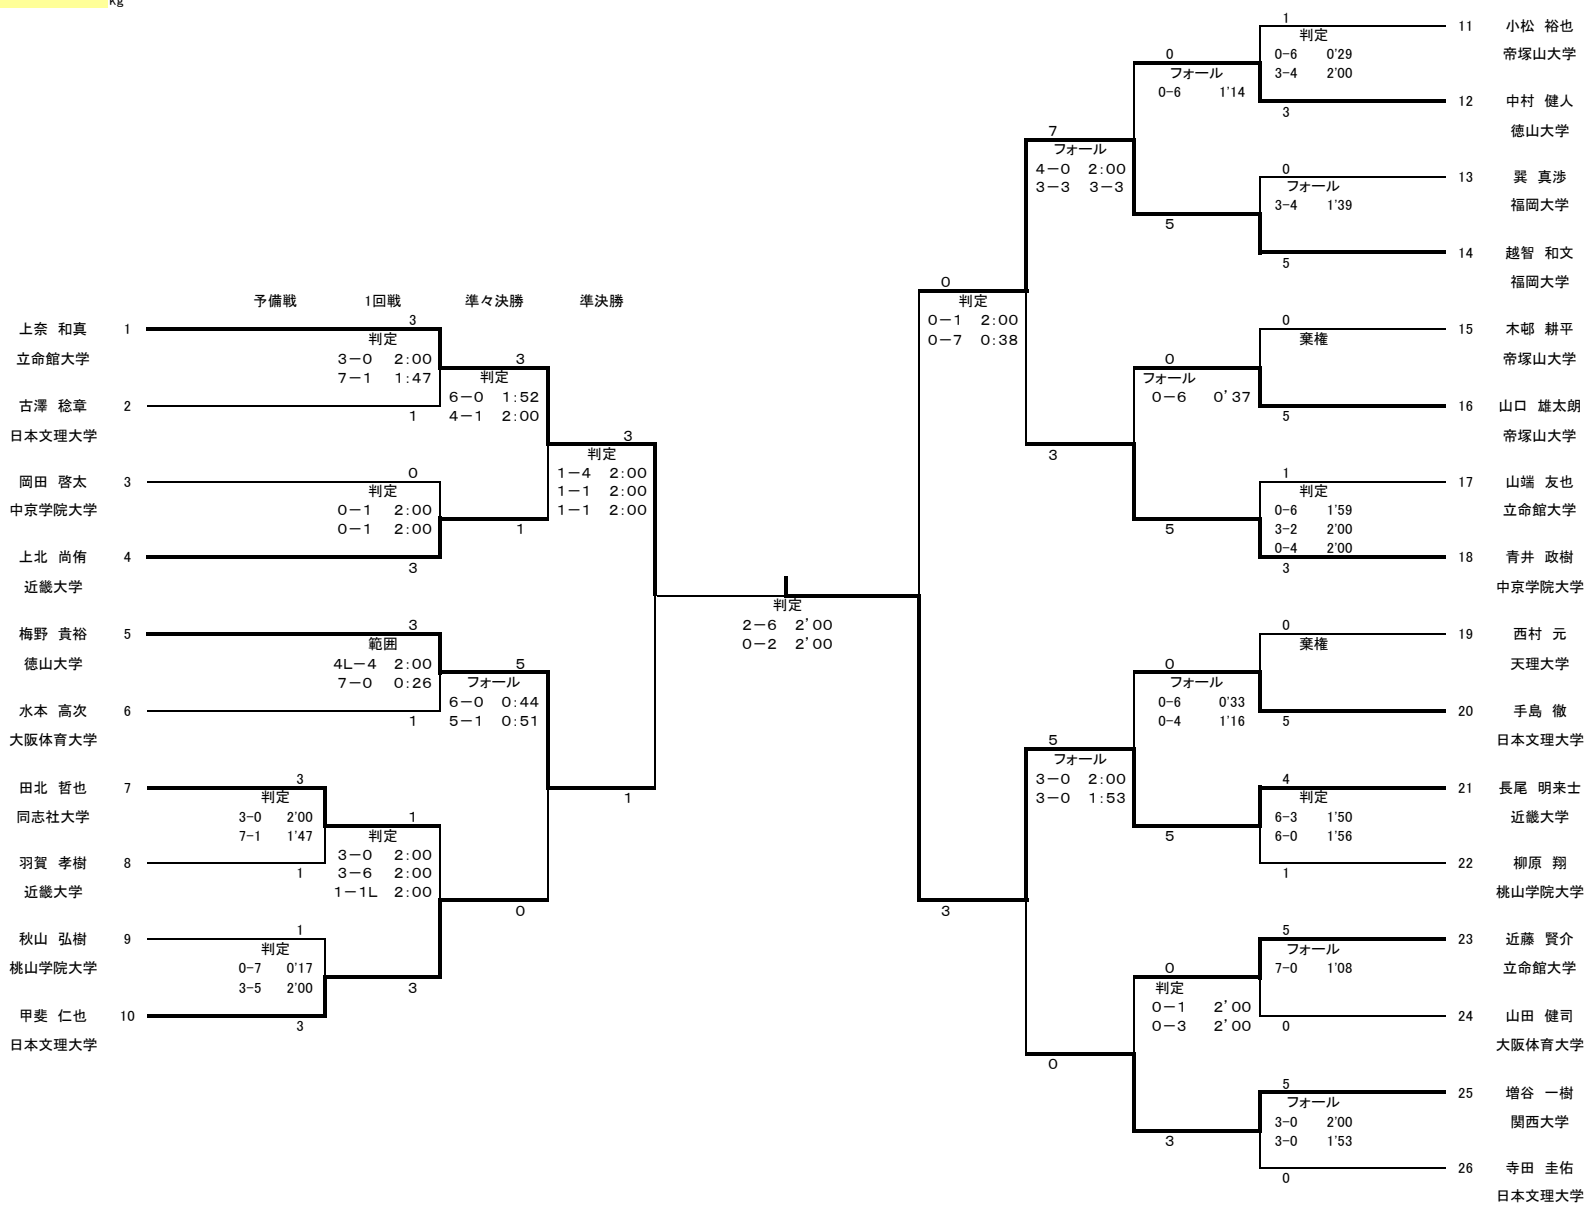 kg
予備戦 1回戦 準々決勝 準決勝
上奈 和真 1
立命館大学
3
判定
3-0 2:00
7-1 1:47
古澤 稔章 2
日本文理大学
1
3
判定
6-0 1:52
4-1 2:00
岡田 啓太 3
中京学院大学
0
判定
0-1 2:00
0-1 2:00
上北 尚侑 4
近畿大学
3
1
3
判定
1-4 2:00
1-1 2:00
1-1 2:00
梅野 貴裕 5
徳山大学
3
範囲
4L-4 2:00
7-0 0:26
水本 高次 6
大阪体育大学
1
5
フォール
6-0 0:44
5-1 0:51
田北 哲也 7
同志社大学
3
判定
3-0 2'00
7-1 1'47
羽賀 孝樹 8
近畿大学
1
1
判定
3-0 2:00
3-6 2:00
1-1L 2:00
秋山 弘樹 9
桃山学院大学
1
判定
0-7 0'17
3-5 2'00
甲斐 仁也 10
日本文理大学
3
3
0
1
判定
2-6 2'00
0-2 2'00
1
判定
0-6 0'29
3-4 2'00
11 小松 裕也
帝塚山大学
3
12 中村 健人
徳山大学
0
フォール
0-6 1'14
0
フォール
3-4 1'39
13 巽 真渉
福岡大学
5
14 越智 和文
福岡大学
5
7
フォール
4-0 2:00
3-3 3-3
0
棄権
15 木邨 耕平
帝塚山大学
5
16 山口 雄太朗
帝塚山大学
0
フォール
0-6 0'37
1
判定
0-6 1'59
3-2 2'00
0-4 2'00
17 山端 友也
立命館大学
3
18 青井 政樹
中京学院大学
5
3
0
判定
0-1 2:00
0-7 0:38
0
棄権
19 西村 元
天理大学
5
20 手島 徹
日本文理大学
0
フォール
0-6 0'33
0-4 1'16
4
判定
6-3 1'50
6-0 1'56
21 長尾 明来士
近畿大学
1
22 柳原 翔
桃山学院大学
5
5
フォール
3-0 2:00
3-0 1:53
3
5
フォール
7-0 1'08
23 近藤 賢介
立命館大学
0
24 山田 健司
大阪体育大学
0
判定
0-1 2'00
0-3 2'00
5
フォール
3-0 2'00
3-0 1'53
25 増谷 一樹
関西大学
0
26 寺田 圭佑
日本文理大学
3
0